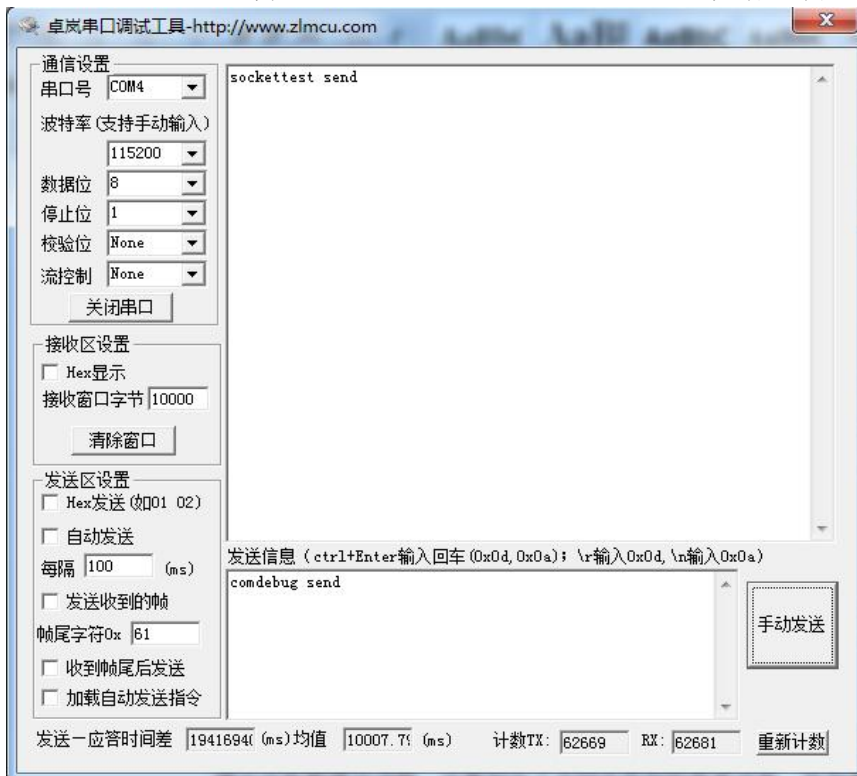 卓岚串口调试工具-http://www.zlmcu.com
通信设置
串口号 COM4
波特率(支持手动输入)
115200
数据位 8
停止位 1
校验位 None
流控制 None
关闭串口
接收区设置
Hex显示
接收窗口字节 10000
清除窗口
发送区设置
Hex发送(如01 02)
自动发送
每隔 100 (ms)
发送收到的帧
帧尾字符0x 61
收到帧尾后发送
加载自动发送指令
sockettest send
发送信息(ctrl+Enter输入回车(0x0d,0x0a); \r输入0x0d,\n输入0x0a)
comdebug send
手动发送
发送一应答时间差 1941694( (ms)均值 10007.79 (ms) 计数TX: 62669 RX: 62681 重新计数